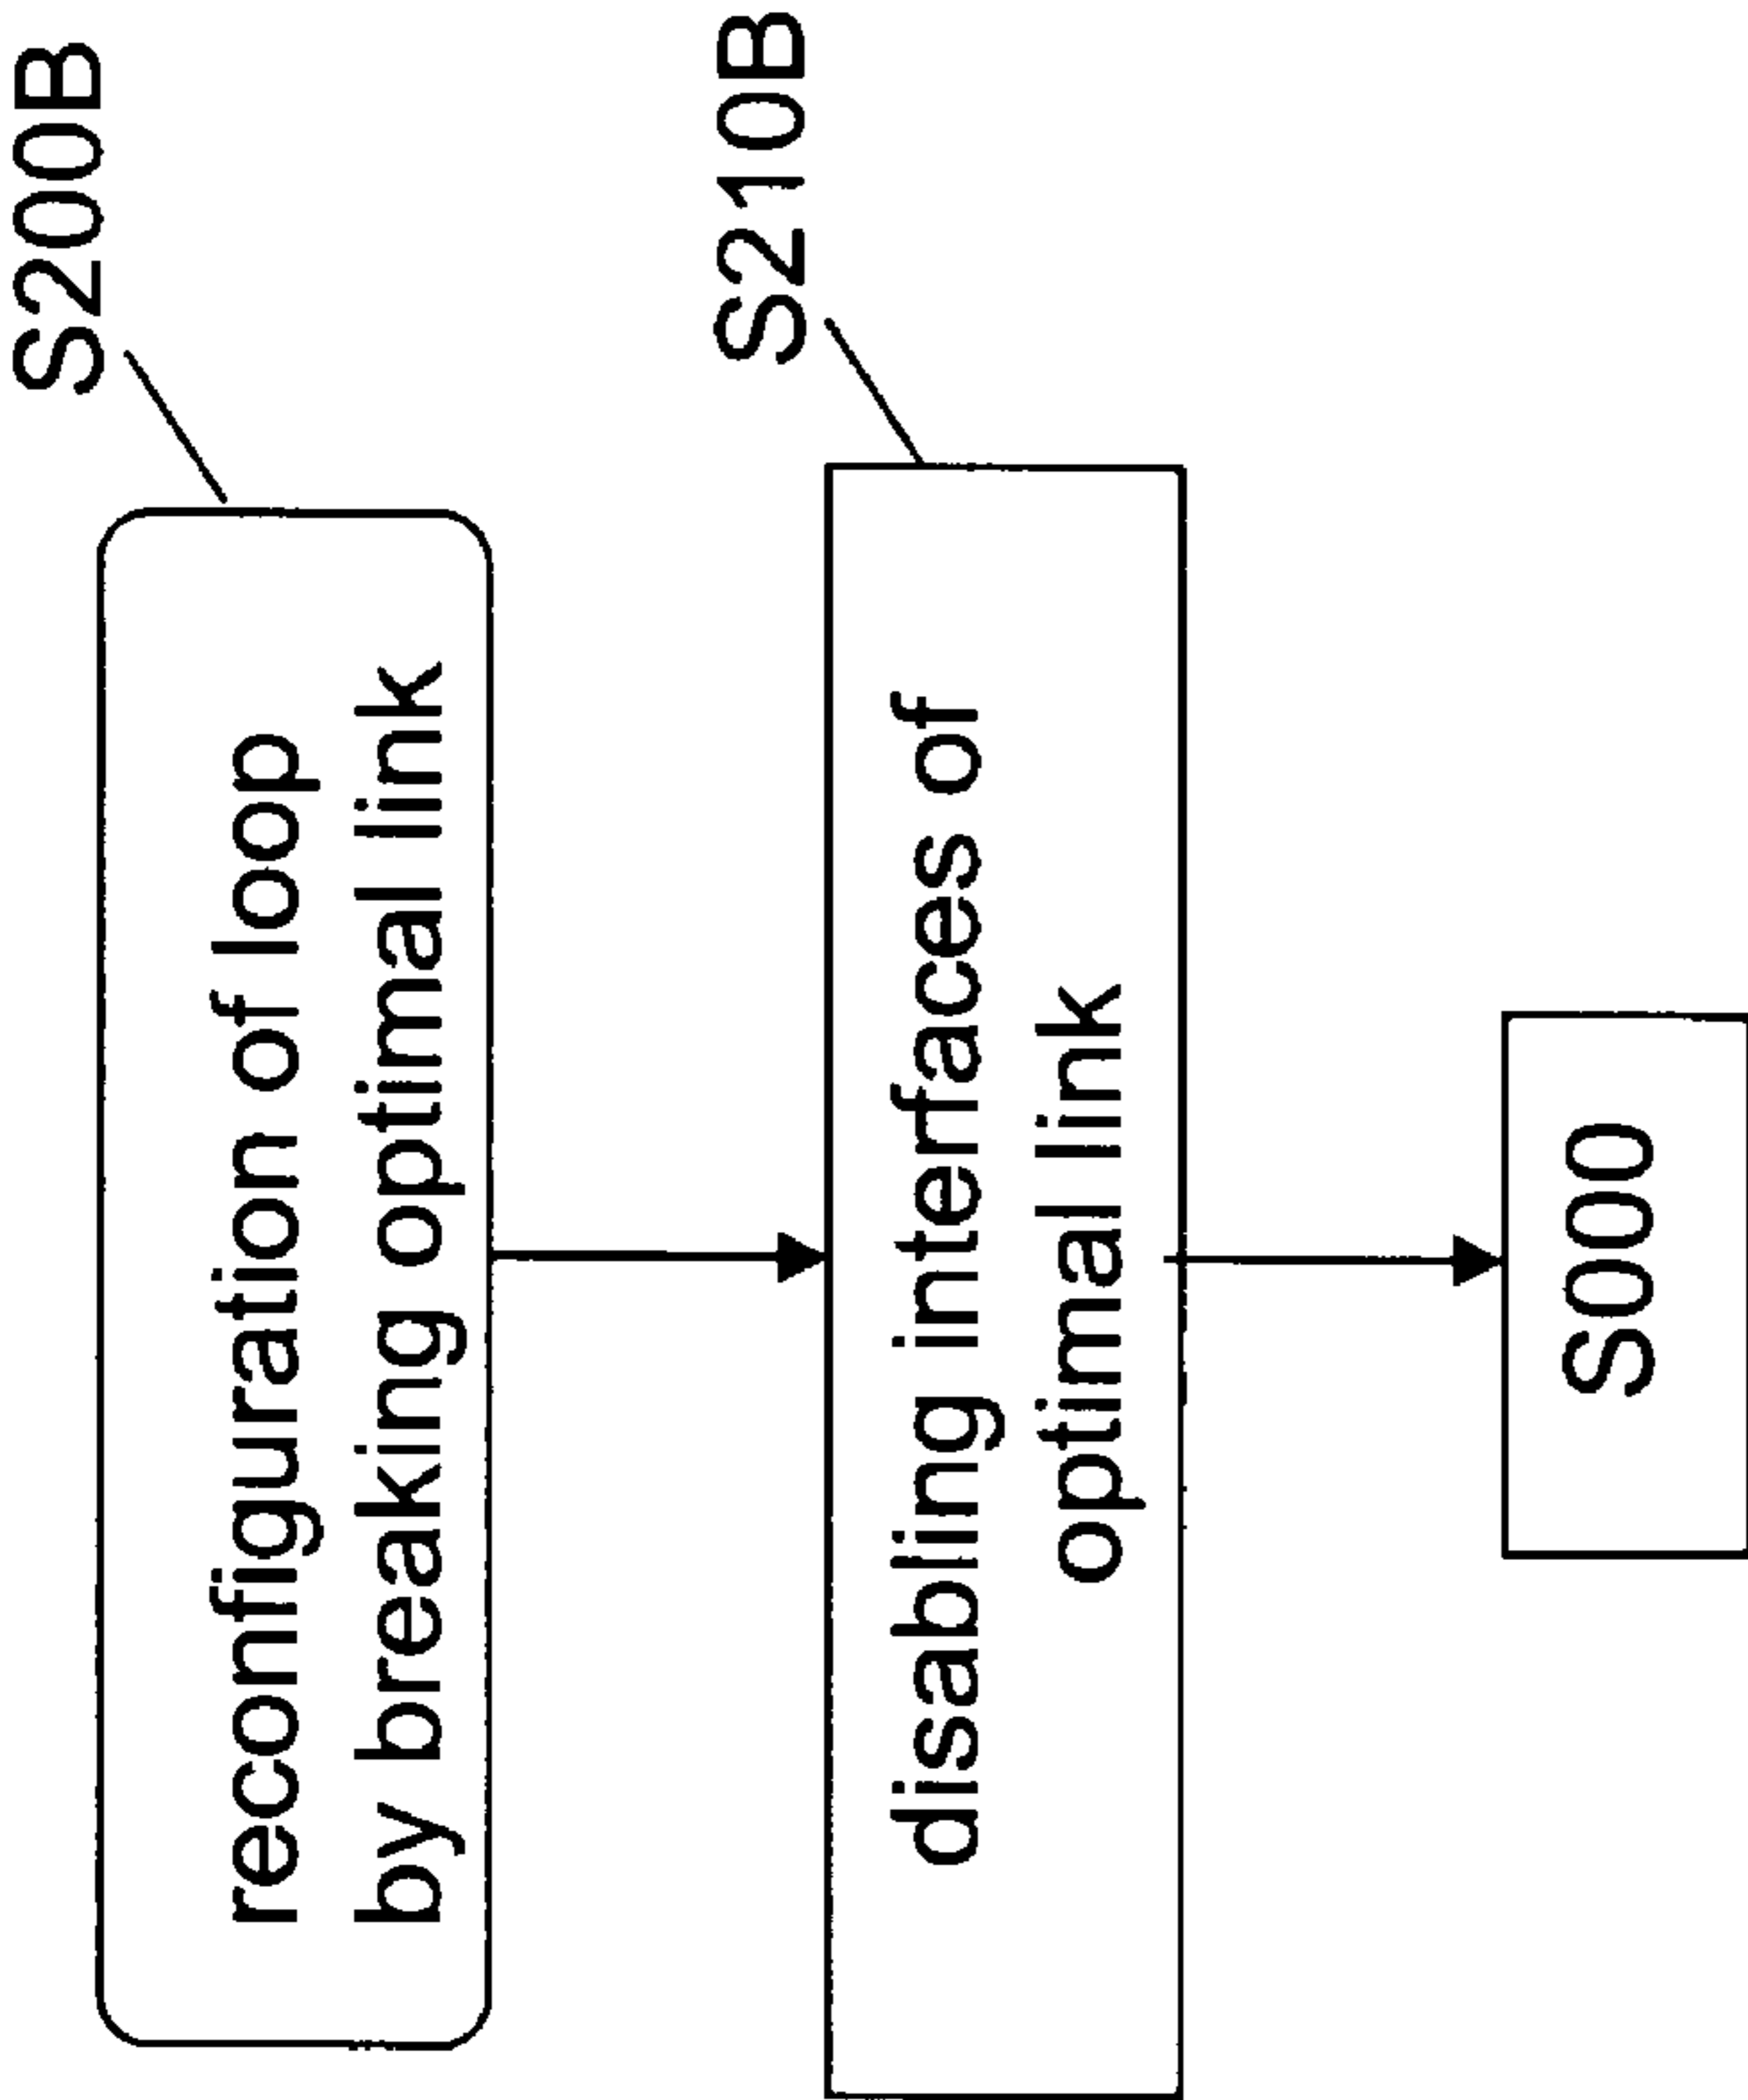 S200B
reconfiguration of loop
by breaking optimal link
S210B
disabling interfaces of
optimal link
S000